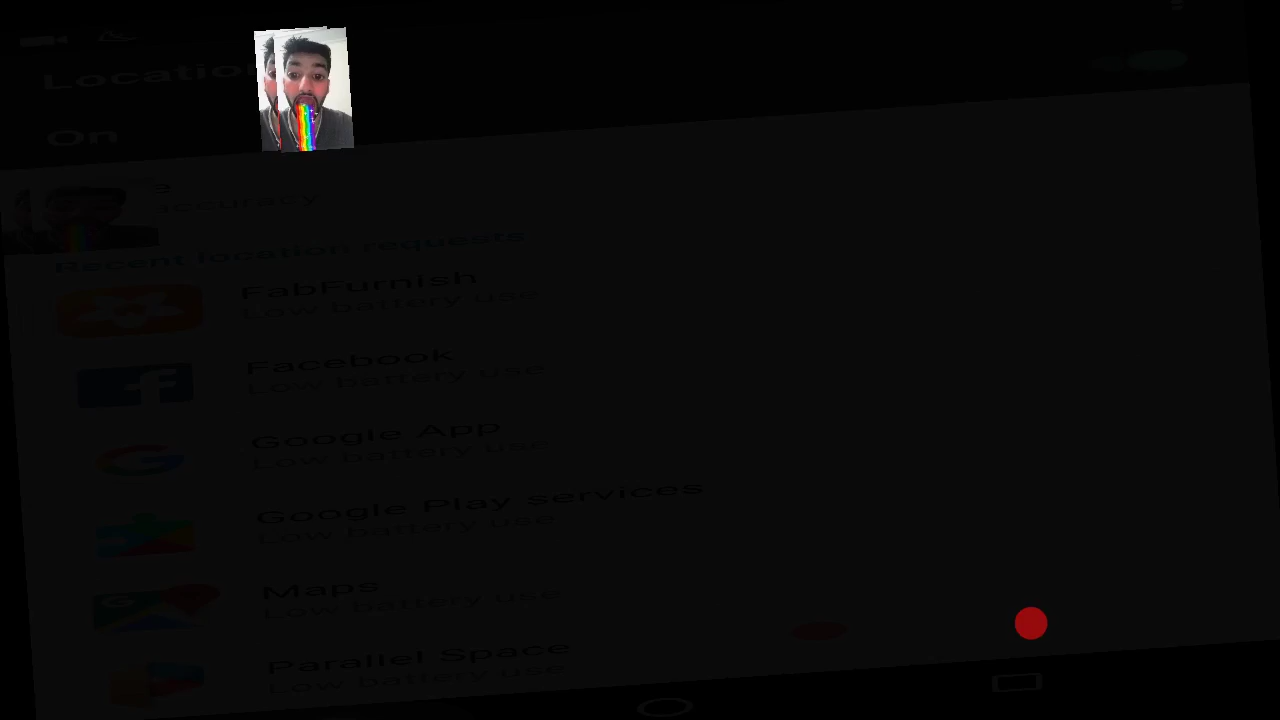 Location
On
accuracy
Recent location requests
FabFurnish
Low battery use
Facebook
Low battery use
Google App
Low battery use
Google Play services
Low battery use
Maps
Low battery use
Parallel Space
Low battery use